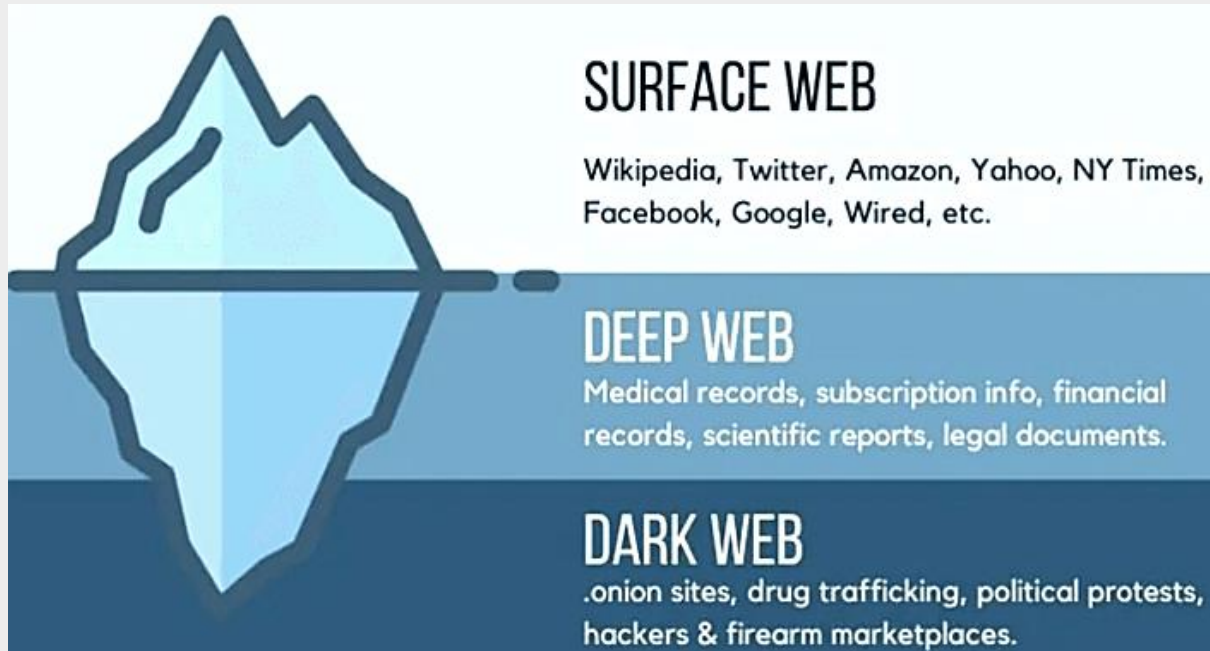 SURFACE WEB
Wikipedia, Twitter, Amazon, Yahoo, NY Times,
Facebook, Google, Wired, etc.
DEEP WEB
Medical records, subscription info, financial
records, scientific reports, legal documents.
DARK WEB
.onion sites, drug trafficking, political protests,
hackers & firearm marketplaces.